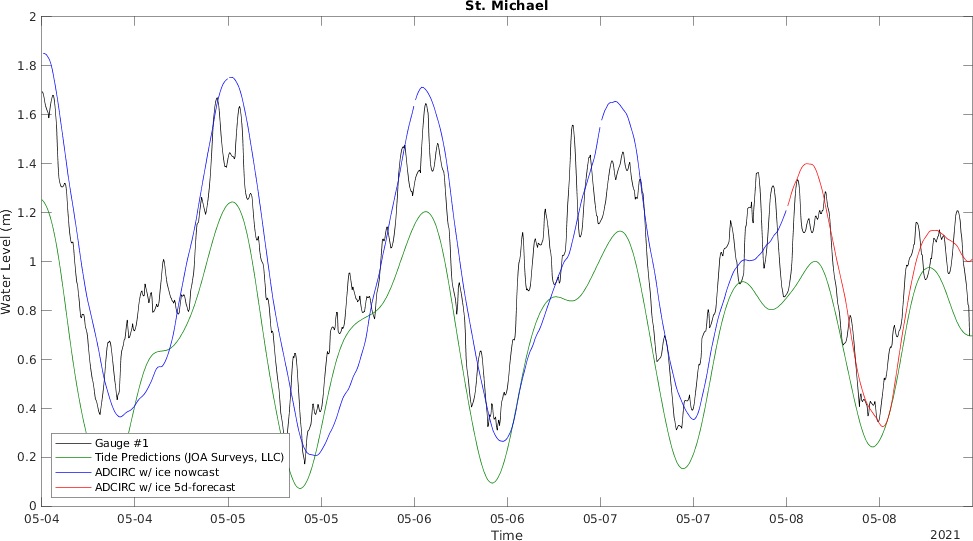 St. Michael
2
1.8
1.6
1.4
1.2
1
0.8
0.6
0.4
0.2
0
Water Level (m)
Gauge #1
Tide Predictions (JOA Surveys, LLC)
ADCIRC w/ ice nowcast
ADCIRC w/ ice 5d-forecast
05-04 05-04 05-05 05-05 05-06 05-06 05-07 05-07 05-08 05-08
Time
2021